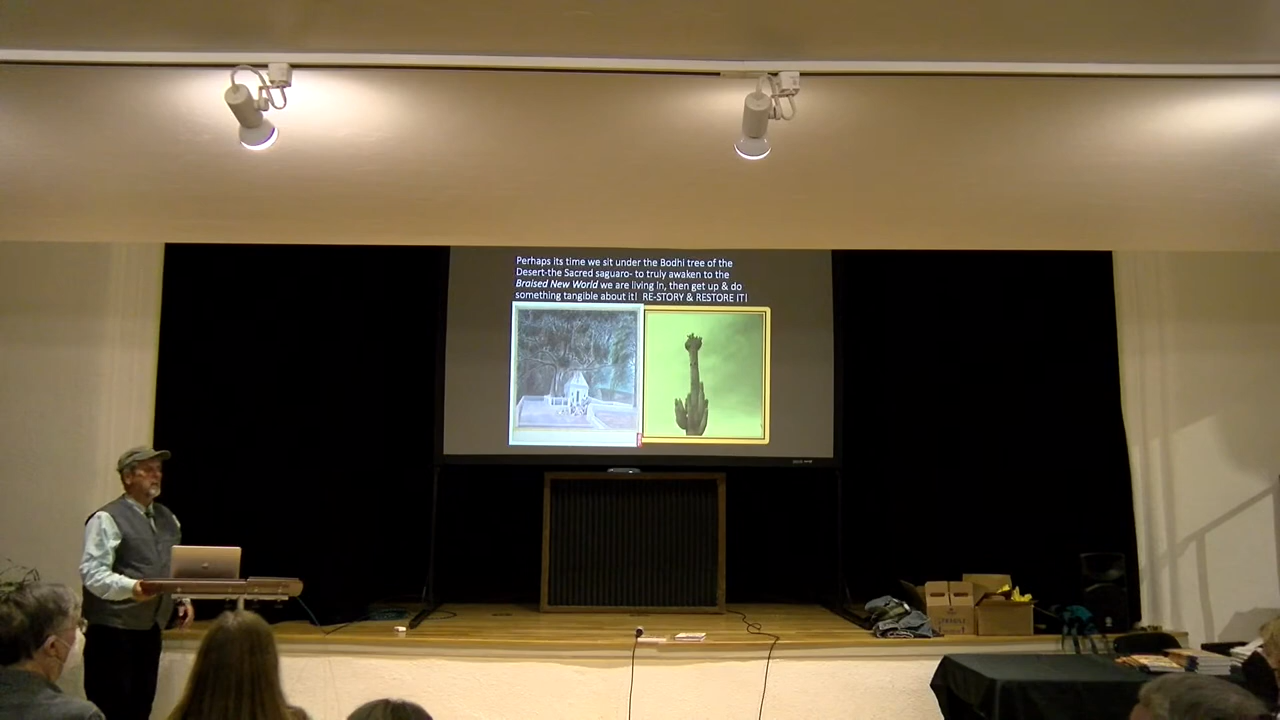 Perhaps its time we sit under the Bodhi tree of the
Desert-the Sacred saguaro- to truly awaken to the
Braised New World we are living in, then get up & do
something tangible about it! RE-STORY & RESTORE IT!